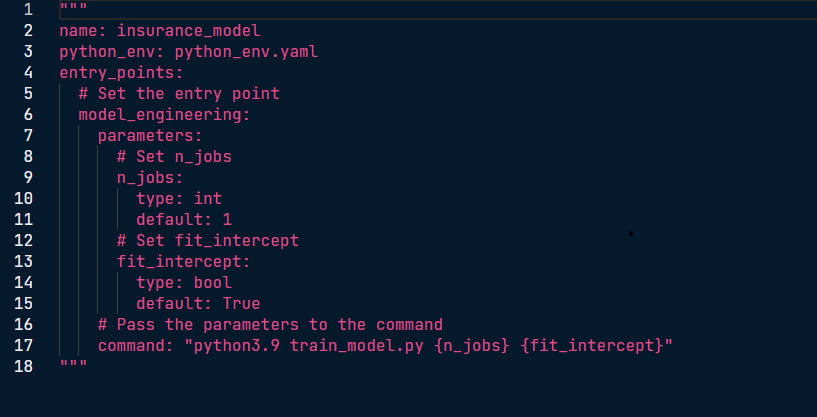 1 """
2 name: insurance_model
3 python_env: python_env.yaml
4 entry_points:
5   # Set the entry point
6   model_engineering:
7     parameters:
8       # Set n_jobs
9       n_jobs:
10         type: int
11         default: 1
12       # Set fit_intercept
13       fit_intercept:
14         type: bool
15         default: True
16     # Pass the parameters to the command
17     command: "python3.9 train_model.py {n_jobs} {fit_intercept}"
18 """